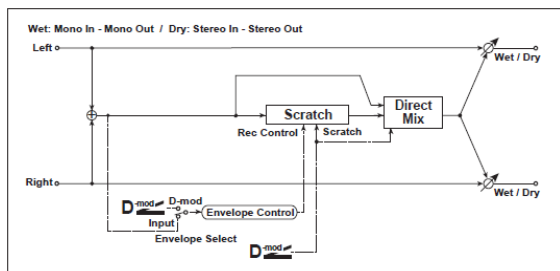 Wet: Mono In - Mono Out / Dry: Stereo In - Stereo Out
Left
Wet / Dry
Scratch
Direct Mix
Rec Control
Scratch
Right
Wet / Dry
D-mod
D-mod
Input
Envelope Control
Envelope Select
D-mod